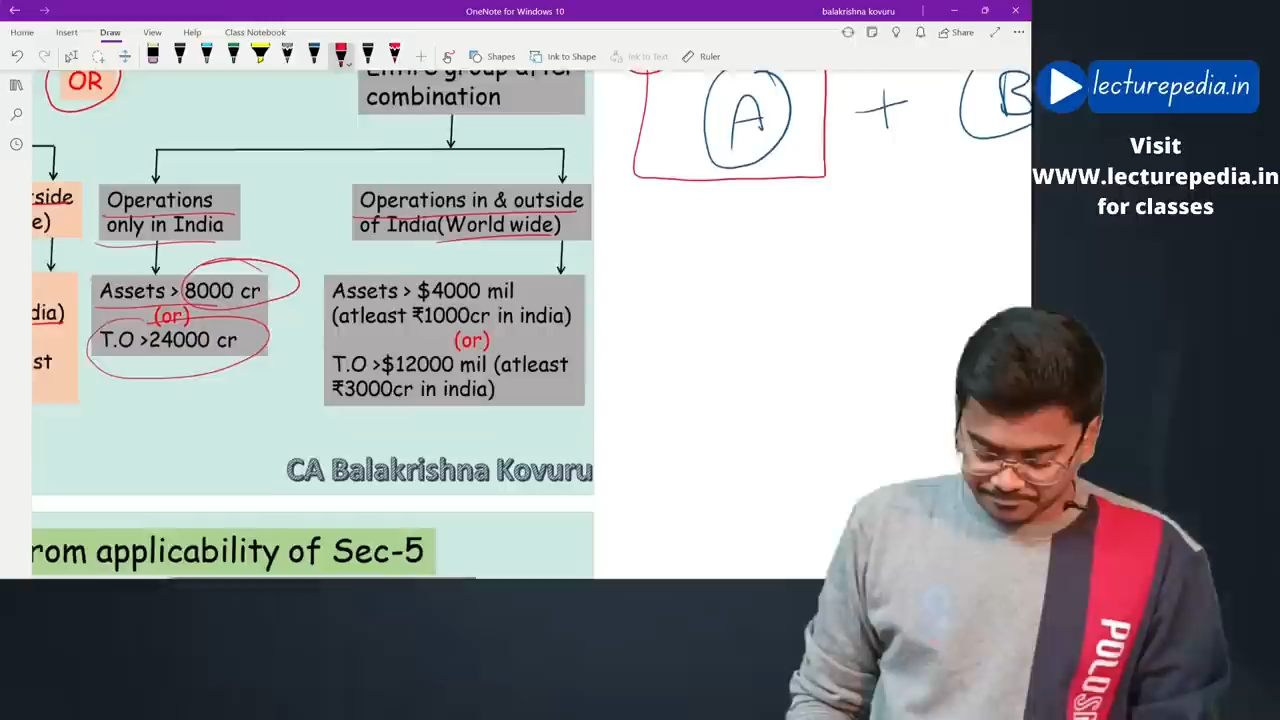 OneNote for Windows 10
balakrishna kovuru
Home Insert Draw View Help Class Notebook
Share
Shapes Ink to Shape Ink to Text Ruler
OR
combination
A + B
Operations
only in India
Operations in & outside
of India(World wide)
Assets > 8000 cr
(or)
T.O >24000 cr
Assets > $4000 mil
(atleast ₹1000cr in india)
(or)
T.O >$12000 mil (atleast
₹3000cr in india)
CA Balakrishna Kovuru
rom applicability of Sec-5
lecturepedia.in
Visit
WWW.lecturepedia.in
for classes